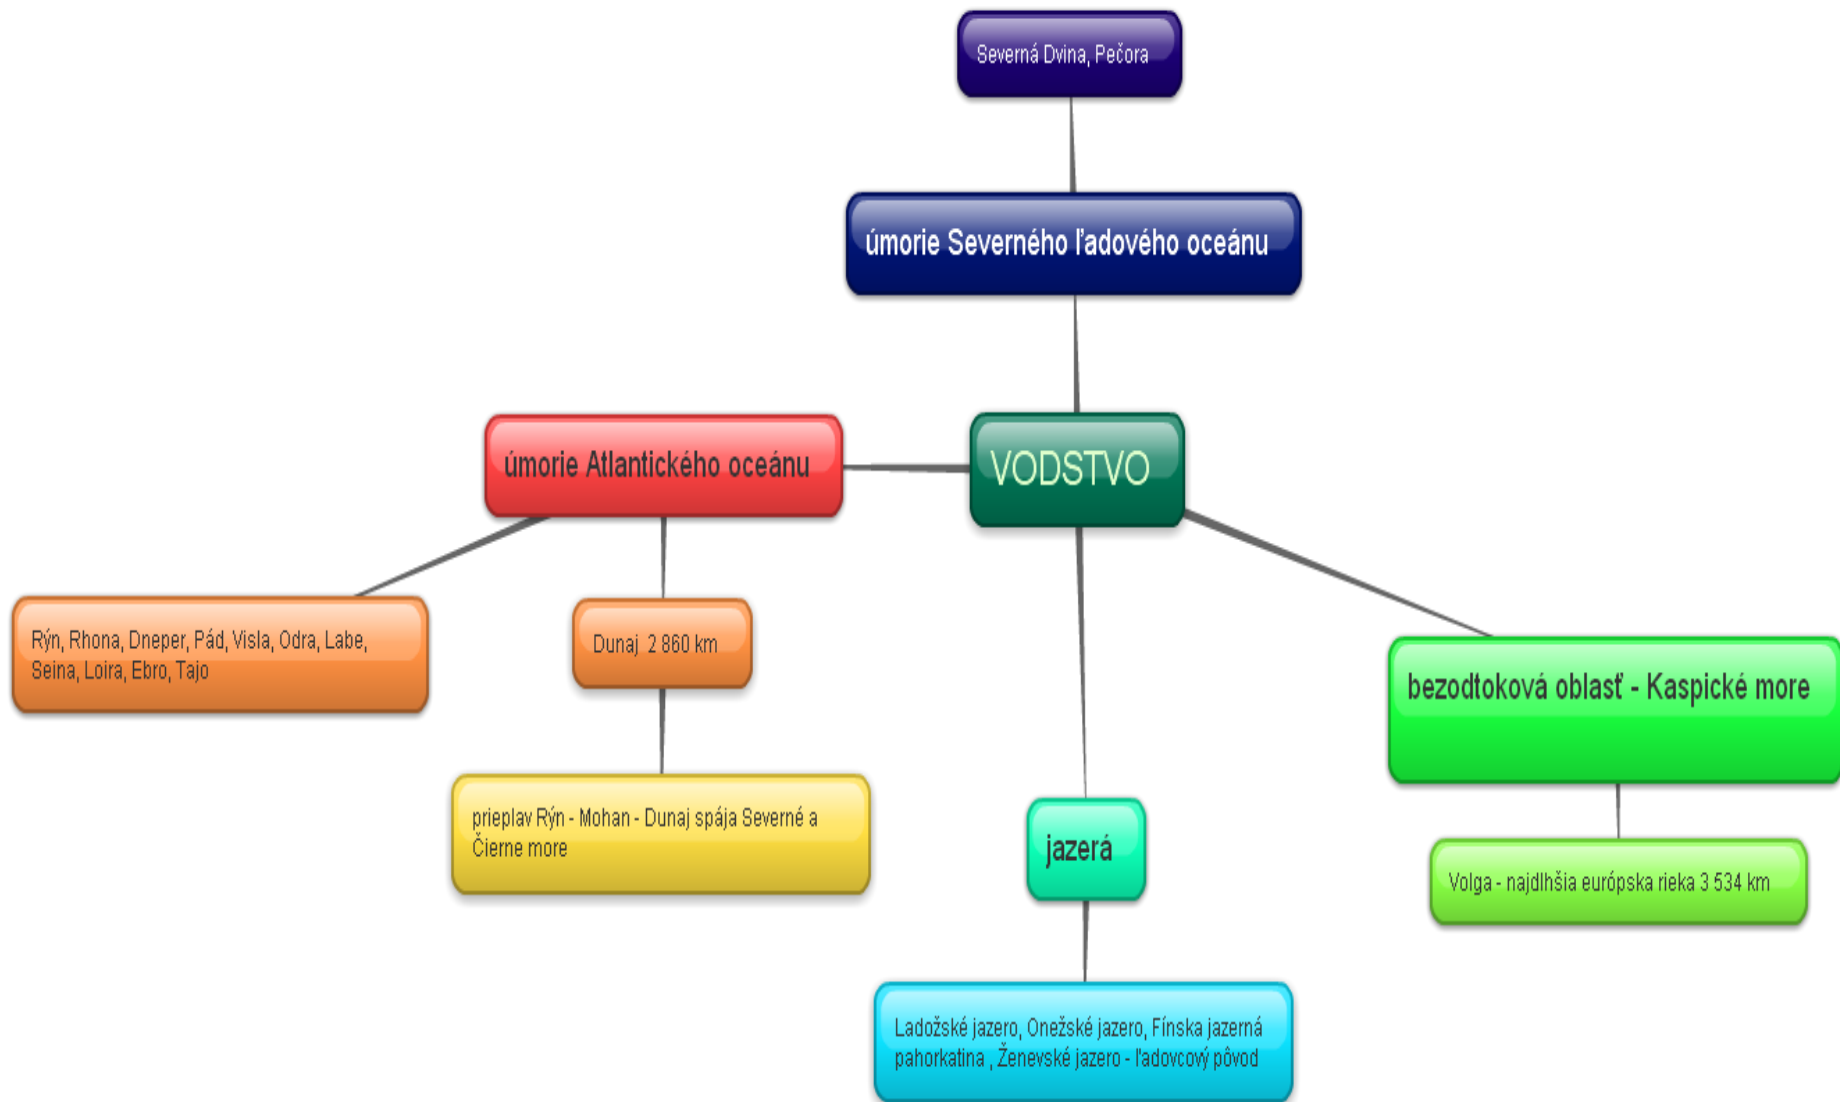 Severná Dvina, Pečora
úmorie Severného ľadového oceánu
úmorie Atlantického oceánu
VODSTVO
Rýn, Rhona, Dneper, Pád, Visla, Odra, Labe,
Seina, Loira, Ebro, Tajo
Dunaj 2 860 km
bezodtoková oblasť - Kaspické more
prieplav Rýn - Mohan - Dunaj spája Severné a
Čierne more
jazerá
Volga - najdlhšia európska rieka 3 534 km
Ladožské jazero, Onežské jazero, Fínska jazerná
pahorkatina , Ženevské jazero - ľadovcový pôvod